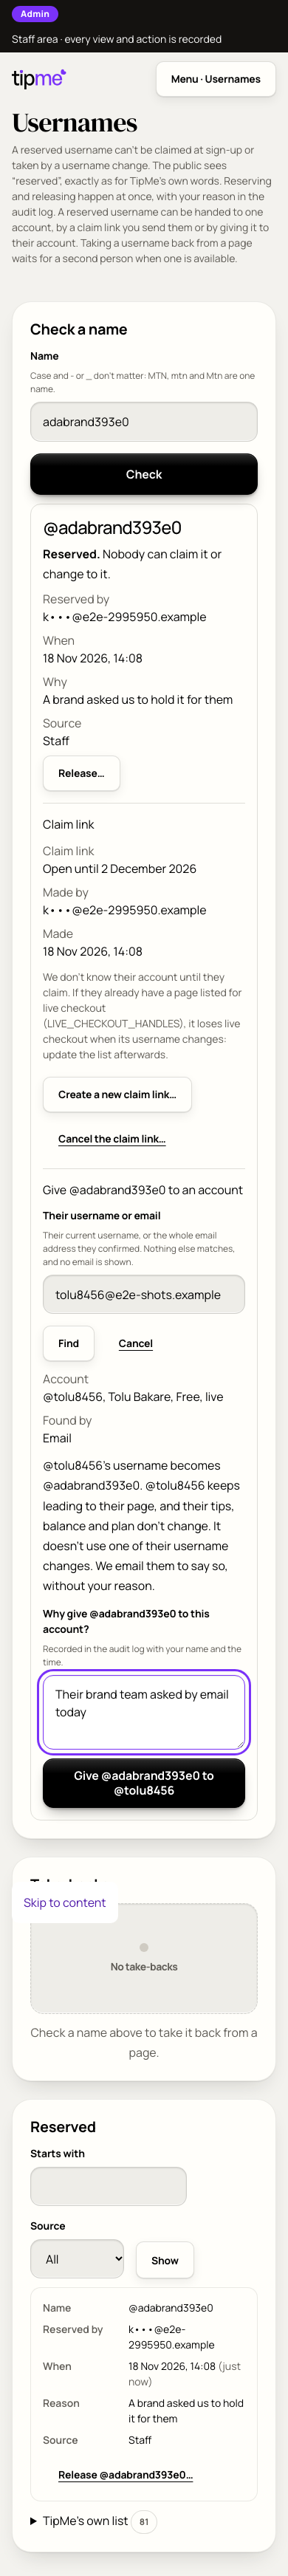 Admin
Staff area · every view and action is recorded
tipme
Menu · Usernames
Usernames
A reserved username can't be claimed at sign-up or
taken by a username change. The public sees
"reserved", exactly as for TipMe's own words. Reserving
and releasing happen at once, with your reason in the
audit log. A reserved username can be handed to one
account, by a claim link you send them or by giving it to
their account. Taking a username back from a page
waits for a second person when one is available.
Check a name
Name
Case and - or _ don't matter: MTN, mtn and Mtn are one
name.
adabrand393e0
Check
@adabrand393e0
Reserved. Nobody can claim it or
change to it.
Reserved by
k•••@e2e-2995950.example
When
18 Nov 2026, 14:08
Why
A brand asked us to hold it for them
Source
Staff
Release…
Claim link
Claim link
Open until 2 December 2026
Made by
k•••@e2e-2995950.example
Made
18 Nov 2026, 14:08
We don't know their account until they
claim. If they already have a page listed for
live checkout
(LIVE_CHECKOUT_HANDLES), it loses live
checkout when its username changes:
update the list afterwards.
Create a new claim link…
Cancel the claim link…
Give @adabrand393e0 to an account
Their username or email
Their current username, or the whole email
address they confirmed. Nothing else matches,
and no email is shown.
tolu8456@e2e-shots.example
Find
Cancel
Account
@tolu8456, Tolu Bakare, Free, live
Found by
Email
@tolu8456's username becomes
@adabrand393e0. @tolu8456 keeps
leading to their page, and their tips,
balance and plan don't change. It
doesn't use one of their username
changes. We email them to say so,
without your reason.
Why give @adabrand393e0 to this
account?
Recorded in the audit log with your name and the
time.
Their brand team asked by email
today
Give @adabrand393e0 to
@tolu8456
Skip to content
No take-backs
Check a name above to take it back from a
page.
Reserved
Starts with
Source
All
Show
Name
@adabrand393e0
Reserved by
k•••@e2e-
2995950.example
When
18 Nov 2026, 14:08 (just
now)
Reason
A brand asked us to hold
it for them
Source
Staff
Release @adabrand393e0…
TipMe's own list 81